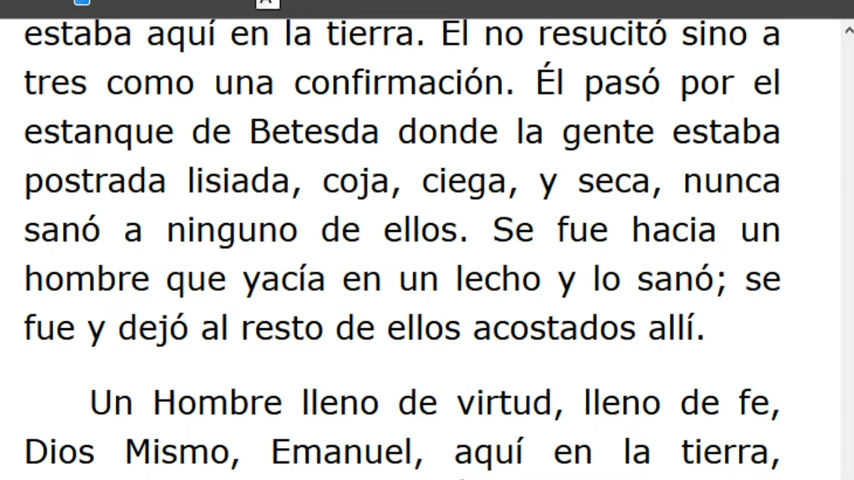 estaba aquí en la tierra. Él no resucitó sino a
tres como una confirmación. Él pasó por el
estanque de Betesda donde la gente estaba
postrada lisiada, coja, ciega, y seca, nunca
sanó a ninguno de ellos. Se fue hacia un
hombre que yacía en un lecho y lo sanó; se
fue y dejó al resto de ellos acostados allí.
Un Hombre lleno de virtud, lleno de fe,
Dios Mismo, Emanuel, aquí en la tierra,